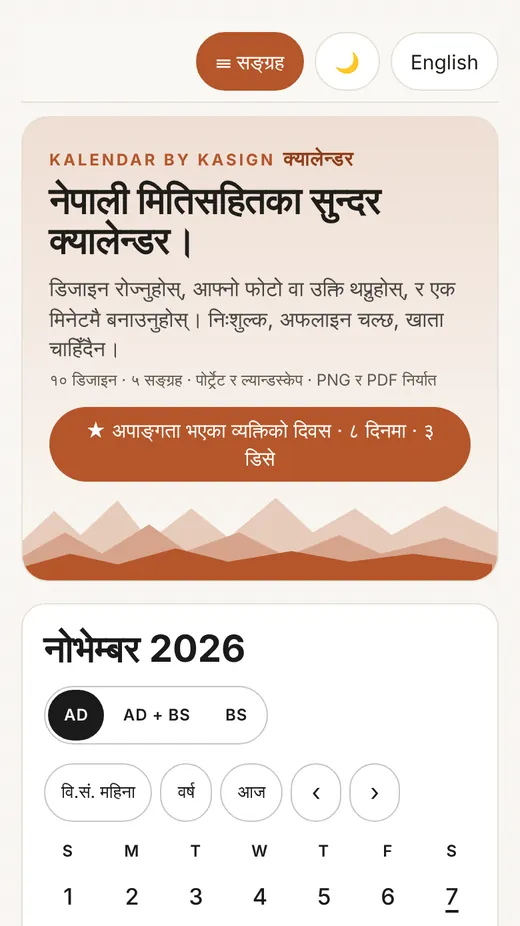 ≡ सङ्ग्रह 🌙 English
KALENDAR BY KASIGN क्यालेन्डर
नेपाली मितिसहितका सुन्दर
क्यालेन्डर।
डिजाइन रोज्नुहोस्, आफ्नो फोटो वा उक्ति थप्नुहोस्, र एक
मिनेटमै बनाउनुहोस्। निःशुल्क, अफलाइन चल्छ, खाता
चाहिँदैन।
१० डिजाइन · ५ सङ्ग्रह · पोर्ट्रेट र ल्यान्डस्केप · PNG र PDF निर्यात
★ अपाङ्गता भएका व्यक्तिको दिवस · ८ दिनमा · ३
डिसे
नोभेम्बर 2026
AD AD + BS BS
वि.सं. महिना वर्ष आज ‹ ›
S M T W T F S
1 2 3 4 5 6 7